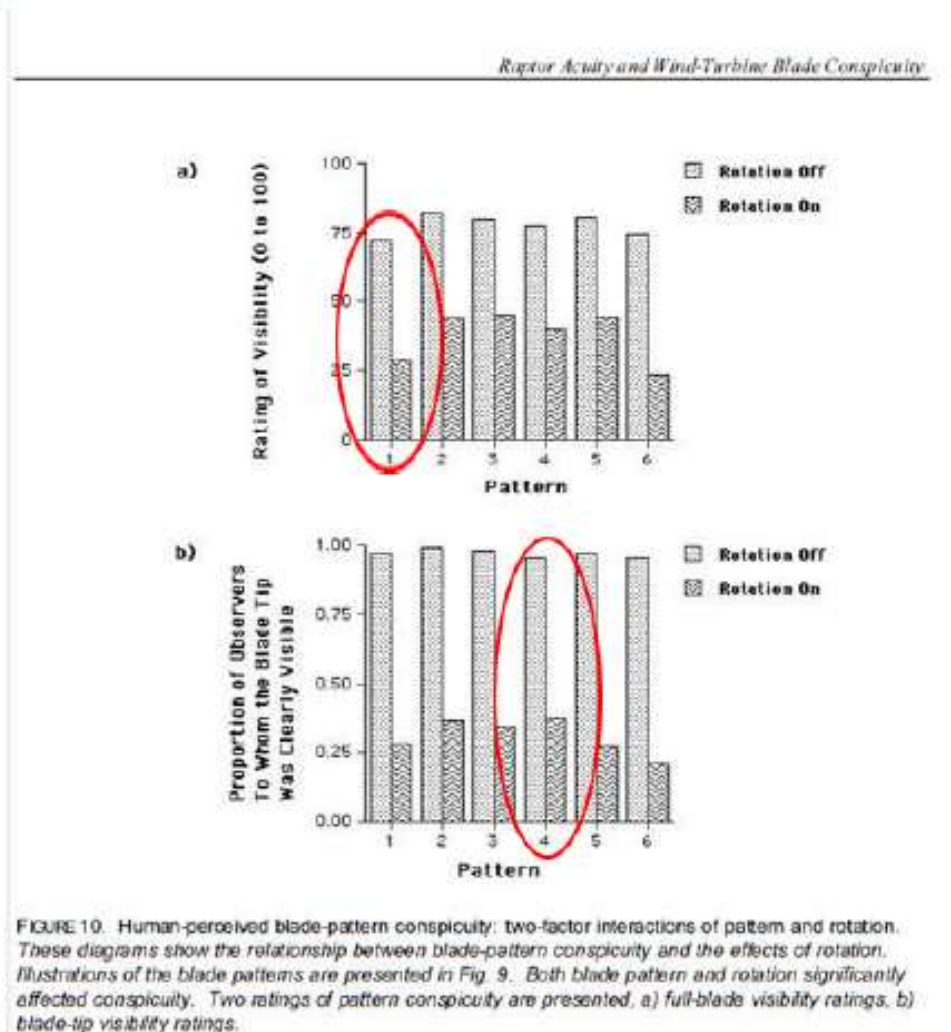 Raptor Acuity and Wind-Turbine Blade Conspicuity
a)
Rating of Visibility (0 to 100)
100
75
50
25
0
1 2 3 4 5 6
Pattern
Rotation Off
Rotation On
b)
Proportion of Observers
To Whom the Blade Tip
Was Clearly Visible
1.00
0.75
0.50
0.25
0.00
1 2 3 4 5 6
Pattern
Rotation Off
Rotation On
FIGURE 10. Human-perceived blade-pattern conspicuity: two-factor interactions of pattern and rotation.
These diagrams show the relationship between blade-pattern conspicuity and the effects of rotation.
Illustrations of the blade patterns are presented in Fig. 9. Both blade pattern and rotation significantly
affected conspicuity. Two ratings of pattern conspicuity are presented, a) full-blade visibility ratings, b)
blade-tip visibility ratings.